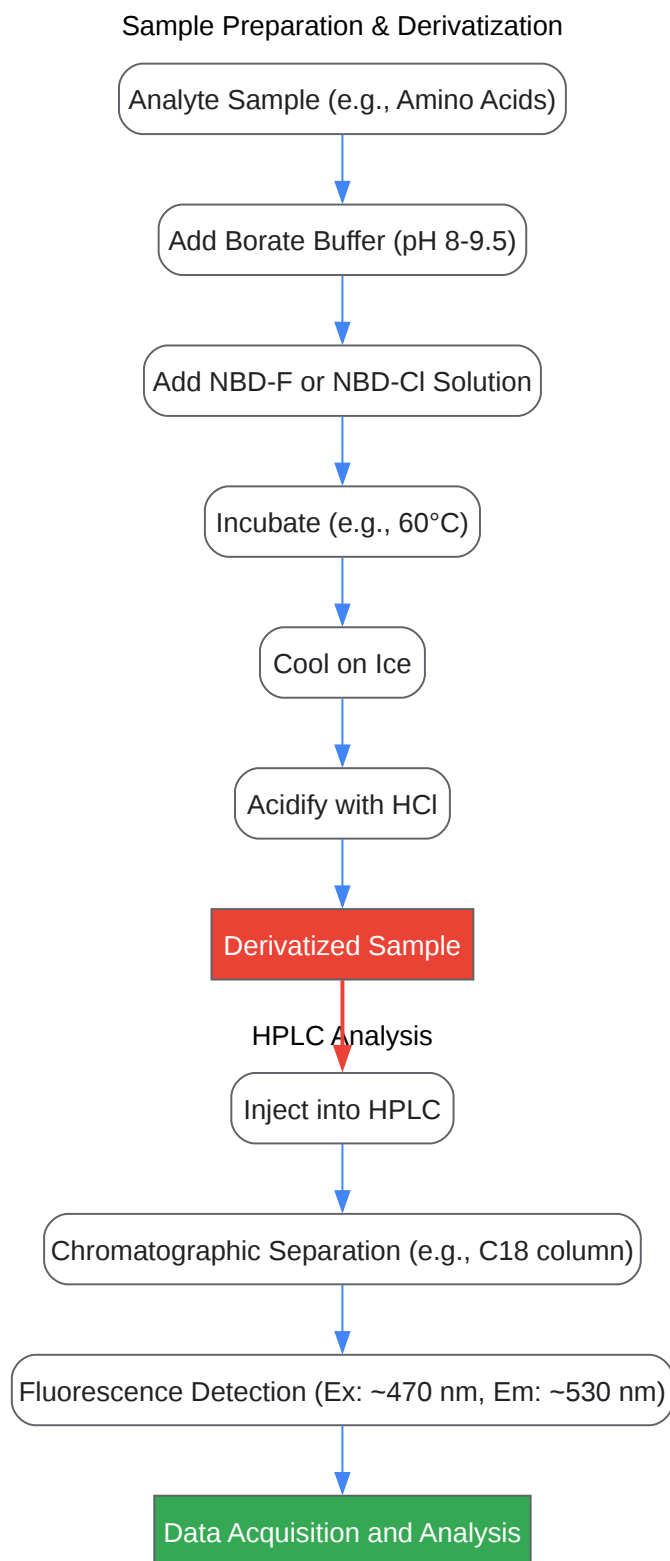 Sample Preparation & Derivatization
Analyte Sample (e.g., Amino Acids)
Add Borate Buffer (pH 8-9.5)
Add NBD-F or NBD-Cl Solution
Incubate (e.g., 60°C)
Cool on Ice
Acidify with HCl
Derivatized Sample
HPLC Analysis
Inject into HPLC
Chromatographic Separation (e.g., C18 column)
Fluorescence Detection (Ex: ~470 nm, Em: ~530 nm)
Data Acquisition and Analysis